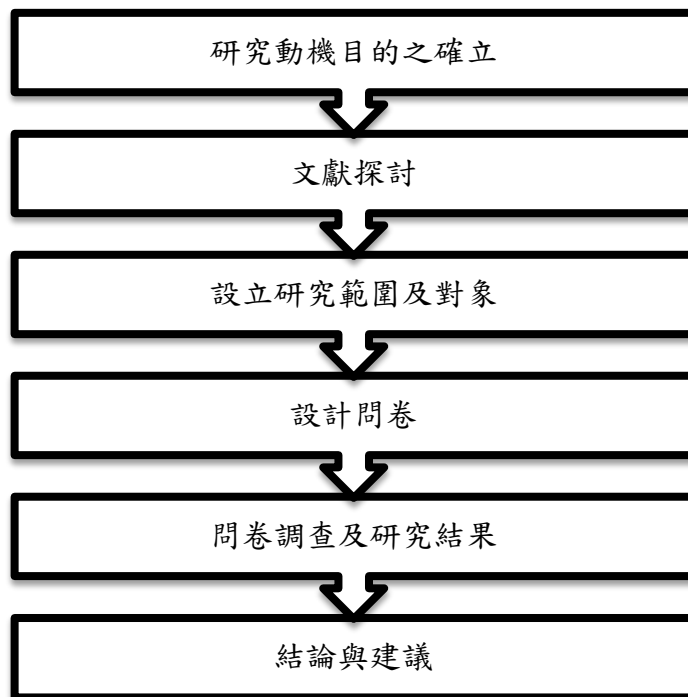 研究動機目的之確立
文獻探討
設立研究範圍及對象
設計問卷
問卷調查及研究結果
結論與建議